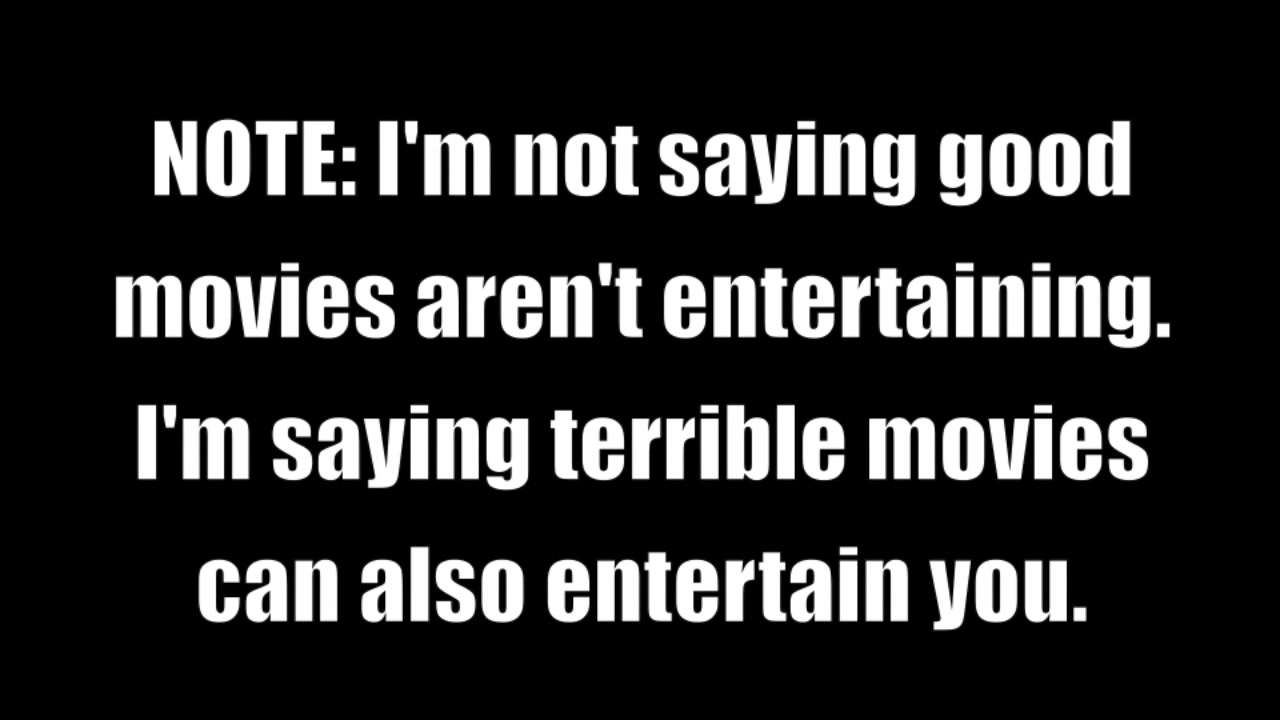 NOTE: I'm not saying good
movies aren't entertaining.
I'm saying terrible movies
can also entertain you.